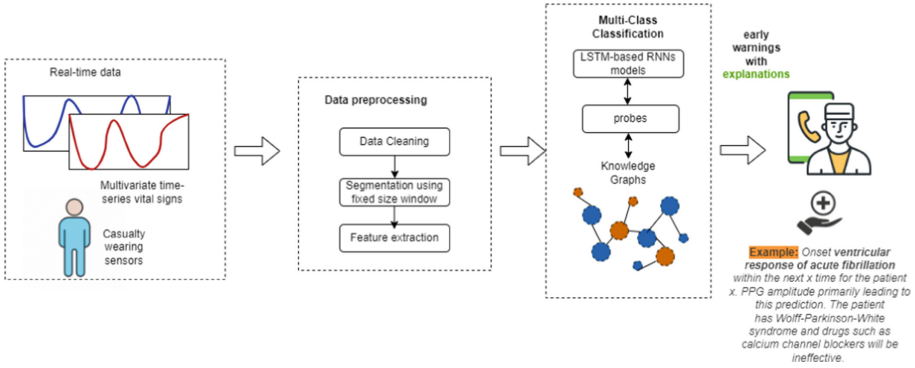 Real-time data
Multivariate time-
series vital signs
Casualty
wearing
sensors
Data preprocessing
Data Cleaning
Segmentation using
fixed size window
Feature extraction
Multi-Class
Classification
LSTM-based RNNs
models
probes
Knowledge
Graphs
early
warnings
with
explanations
Example: Onset ventricular
response of acute fibrillation
within the next x time for the patient
x. PPG amplitude primarily leading to
this prediction. The patient
has Wolff-Parkinson-White
syndrome and drugs such as
calcium channel blockers will be
ineffective.